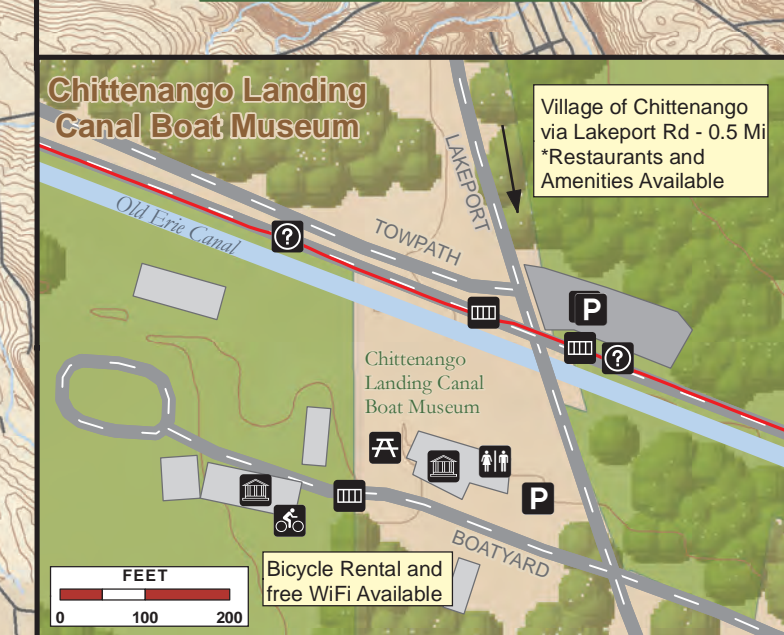 Chittenango Landing
Canal Boat Museum
Village of Chittenango
via Lakeport Rd - 0.5 Mi
*Restaurants and
Amenities Available
LAKEPORT
TOWPATH
Old Erie Canal
?
P
?
Chittenango
Landing Canal
Boat Museum
P
BOATYARD
Bicycle Rental and
free WiFi Available
FEET
0 100 200